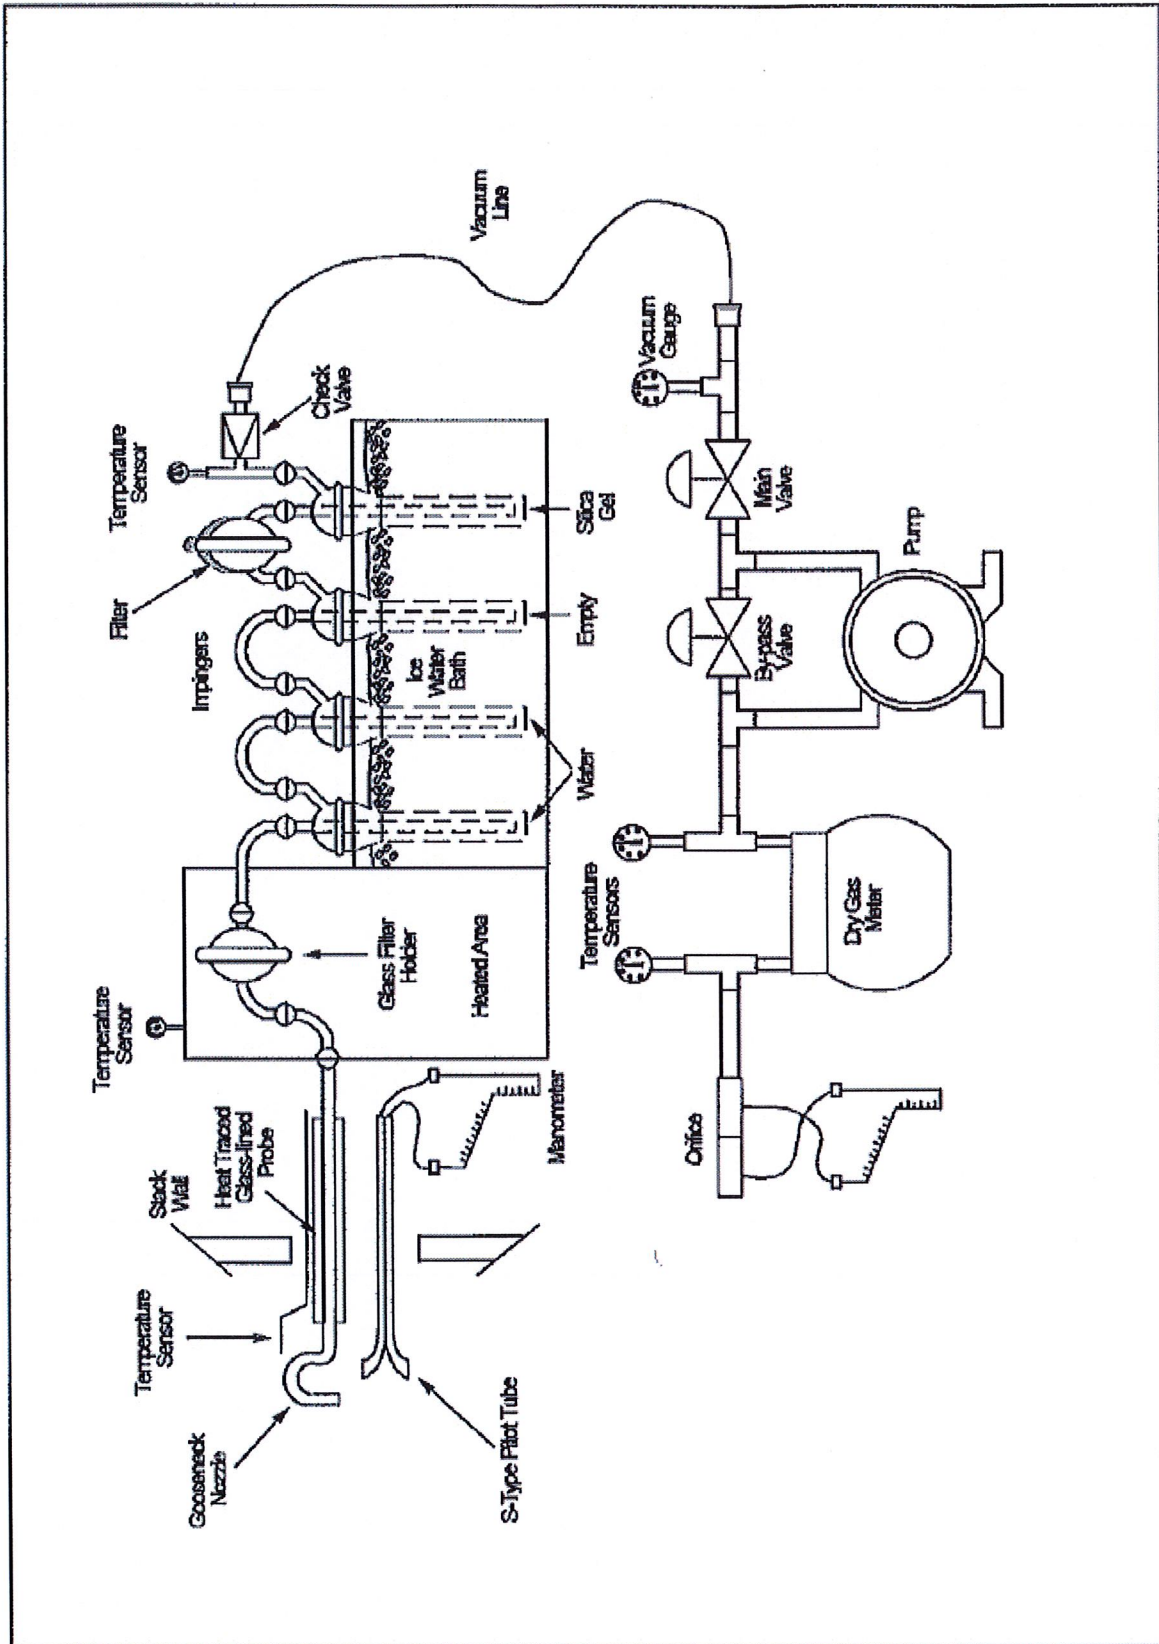 Gooseneck
Nozzle
Temperature
Sensor
Stack
Wall
Heat Traced
Glass-lined
Probe
Temperature
Sensor
Glass Filter
Holder
Heated Area
Impingers
Filter
Temperature
Sensor
Check
Valve
Vacuum
Line
Ice
Water
Bath
S-Type Pitot Tube
Manometer
Water
Empty
Silica
Gel
Temperature
Sensors
Orifice
Dry Gas
Meter
By-pass
Valve
Pump
Main
Valve
Vacuum
Gauge